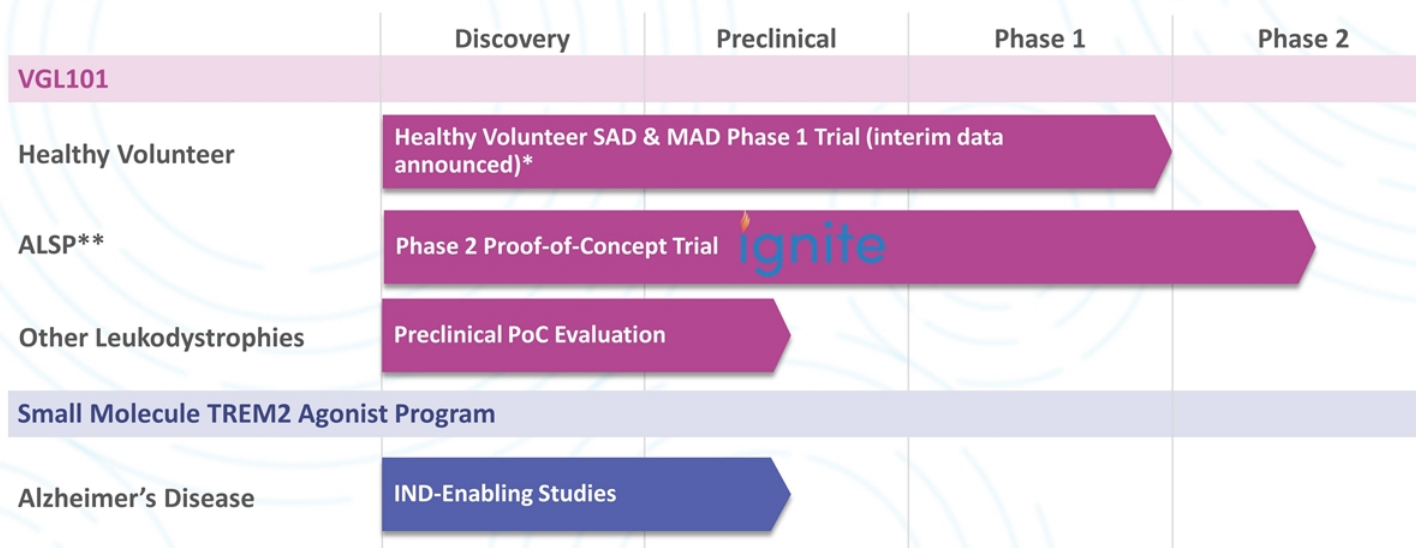 Discovery Preclinical Phase 1 Phase 2
VGL101
Healthy Volunteer
Healthy Volunteer SAD & MAD Phase 1 Trial (interim data
announced)*
ALSP**
Phase 2 Proof-of-Concept Trial ignite
Other Leukodystrophies
Preclinical PoC Evaluation
Small Molecule TREM2 Agonist Program
Alzheimer’s Disease
IND-Enabling Studies